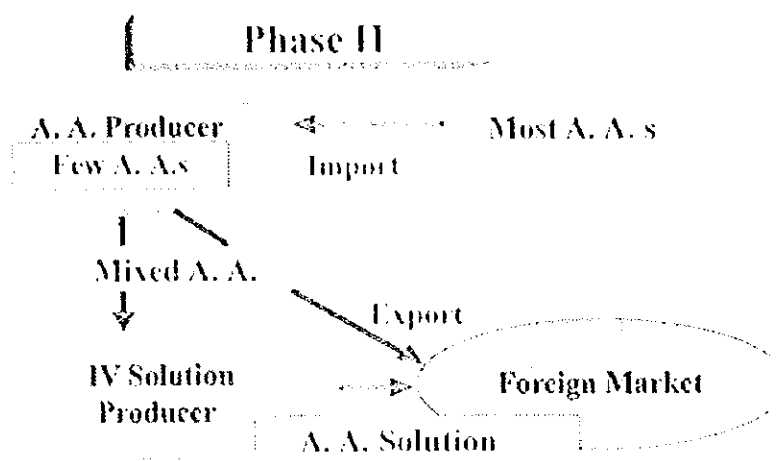 Phase II
A. A. Producer
Most A. A. s
Few A. A.s
Import
Mixed A. A.
Export
IV Solution
Producer
Foreign Market
A. A. Solution